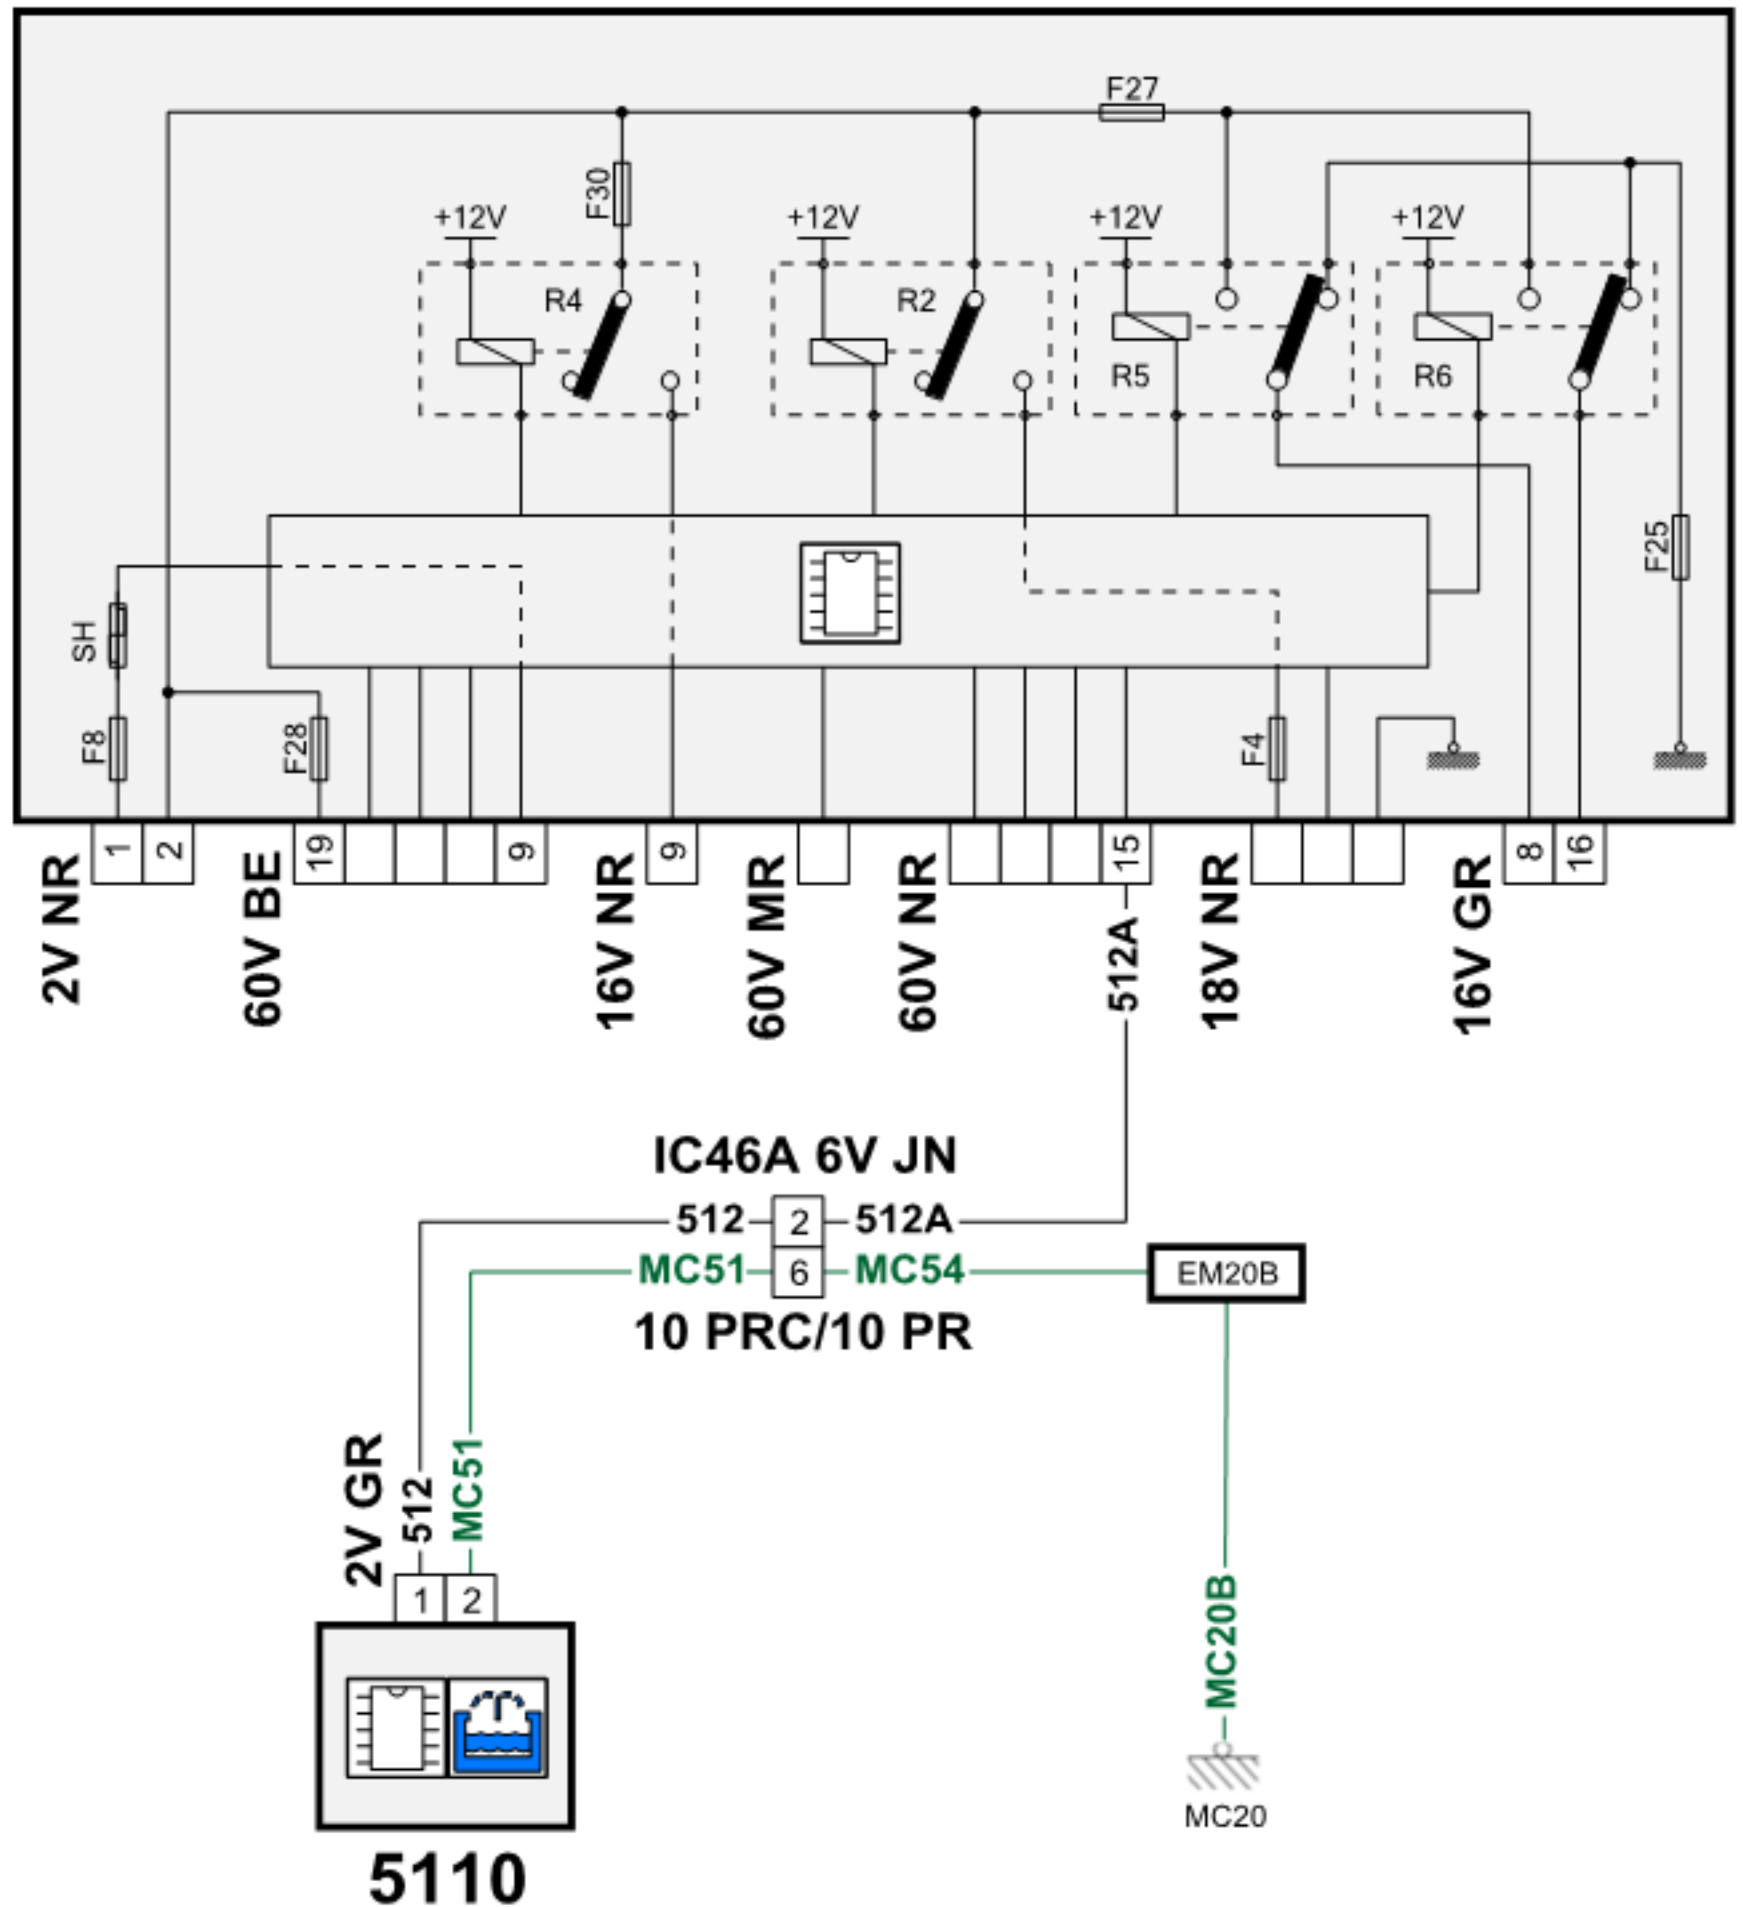 F27
F30
+12V +12V +12V +12V
R4 R2
R5 R6
F25
SH
F8 F28 F4
1 2 19 9 9 15 8 16
2V NR 60V BE 16V NR 60V MR 60V NR 512A 18V NR 16V GR
IC46A 6V JN
512 2 512A
MC51 6 MC54 EM20B
10 PRC/10 PR
2V GR 512 MC51
1 2
MC20B
MC20
5110